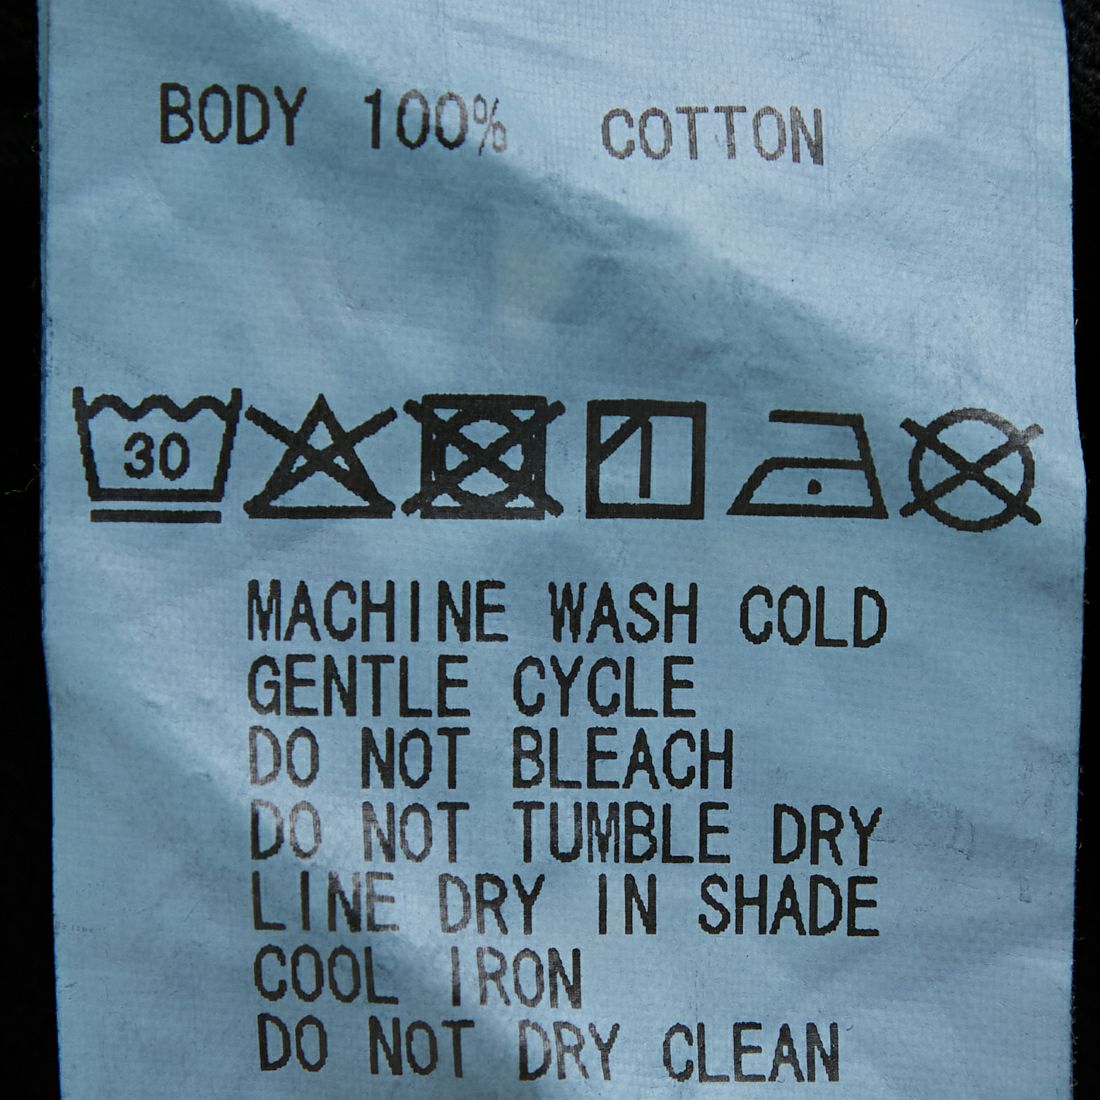 BODY 100% COTTON
30
MACHINE WASH COLD
GENTLE CYCLE
DO NOT BLEACH
DO NOT TUMBLE DRY
LINE DRY IN SHADE
COOL IRON
DO NOT DRY CLEAN